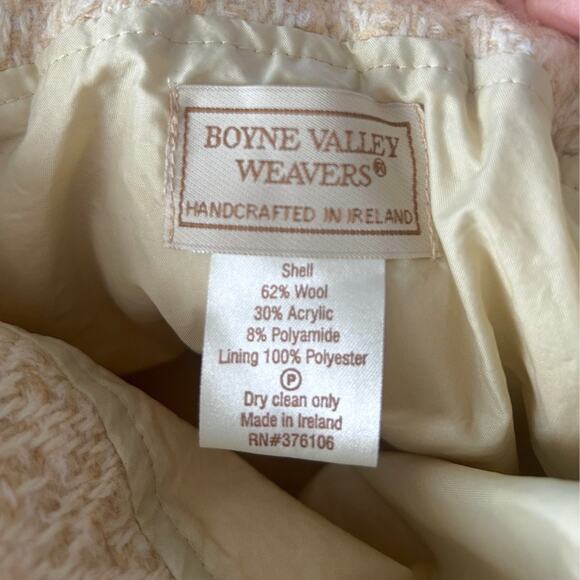 BOYNE VALLEY
WEAVERS®
HANDCRAFTED IN IRELAND
Shell
62% Wool
30% Acrylic
8% Polyamide
Lining 100% Polyester
P
Dry clean only
Made in Ireland
RN#376106